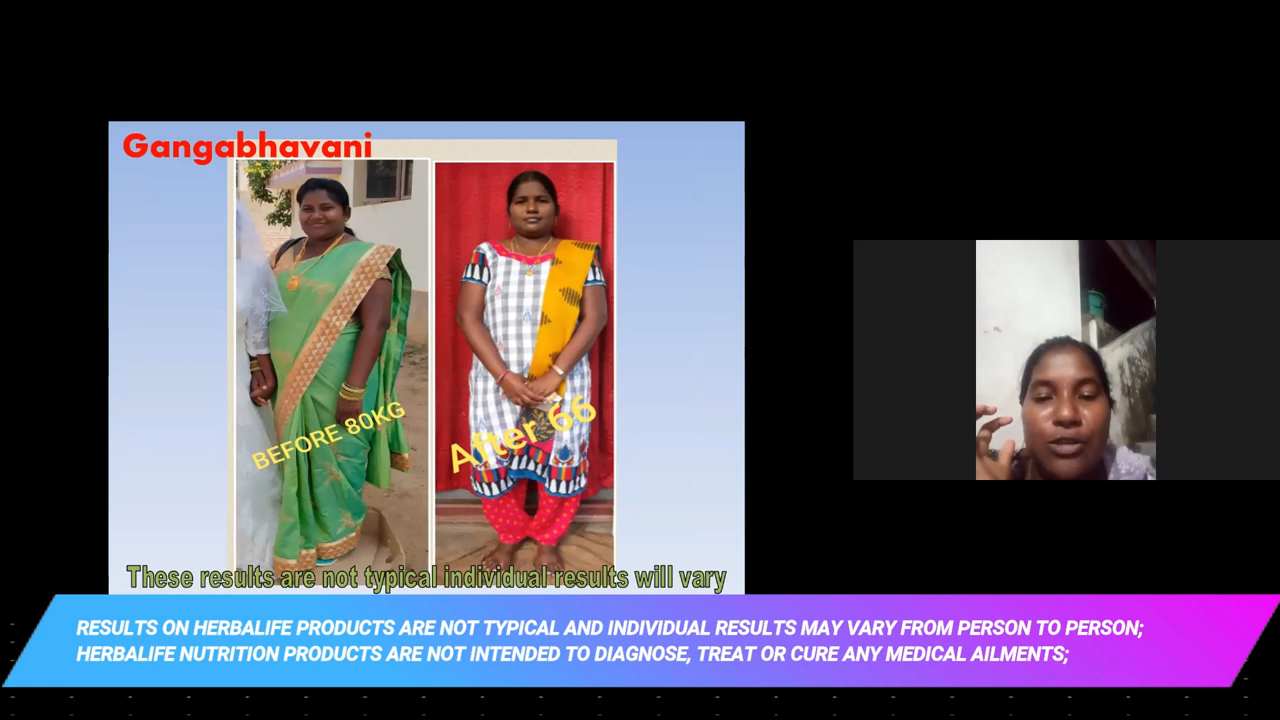 Gangabhavani
BEFORE 80KG
After 66
These results are not typical individual results will vary
RESULTS ON HERBALIFE PRODUCTS ARE NOT TYPICAL AND INDIVIDUAL RESULTS MAY VARY FROM PERSON TO PERSON;
HERBALIFE NUTRITION PRODUCTS ARE NOT INTENDED TO DIAGNOSE, TREAT OR CURE ANY MEDICAL AILMENTS;